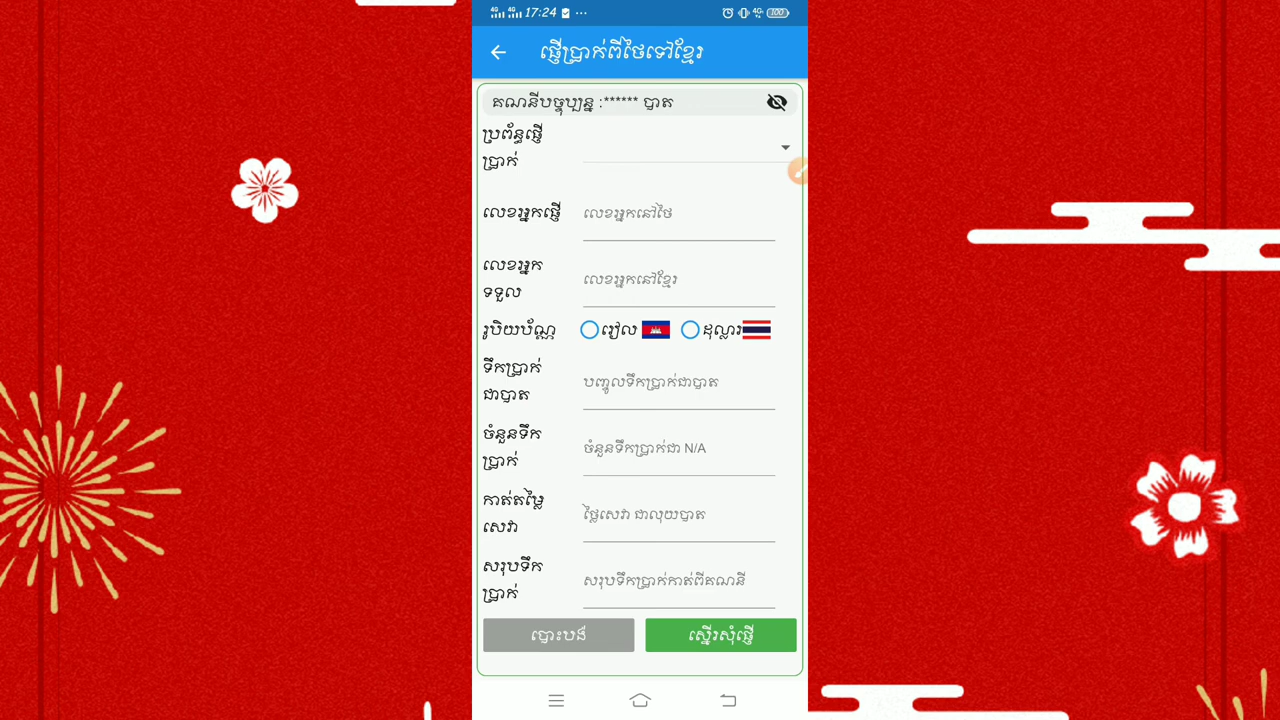 4G 4G 17:24 ... 4G 100
ផ្ញើប្រាក់ពីថៃទៅខ្មែរ
គណនីបច្ចុប្បន្ន :****** បាត
ប្រព័ន្ធផ្ញើ
ប្រាក់
លេខអ្នកផ្ញើ លេខអ្នកនៅថៃ
លេខអ្នក
ទទួល
លេខអ្នកនៅខ្មែរ
រូបិយប័ណ្ណ រៀល ដុល្លារ
ទឹកប្រាក់
ជាបាត
បញ្ចូលទឹកប្រាក់ជាបាត
ចំនួនទឹក
ប្រាក់
ចំនួនទឹកប្រាក់ជា N/A
កាត់តម្លៃ
សេវា
ថ្លៃសេវា ជាលុយបាត
សរុបទឹក
ប្រាក់
សរុបទឹកប្រាក់កាត់ពីគណនី
បោះបង់ ស្នើរសុំផ្ញើ